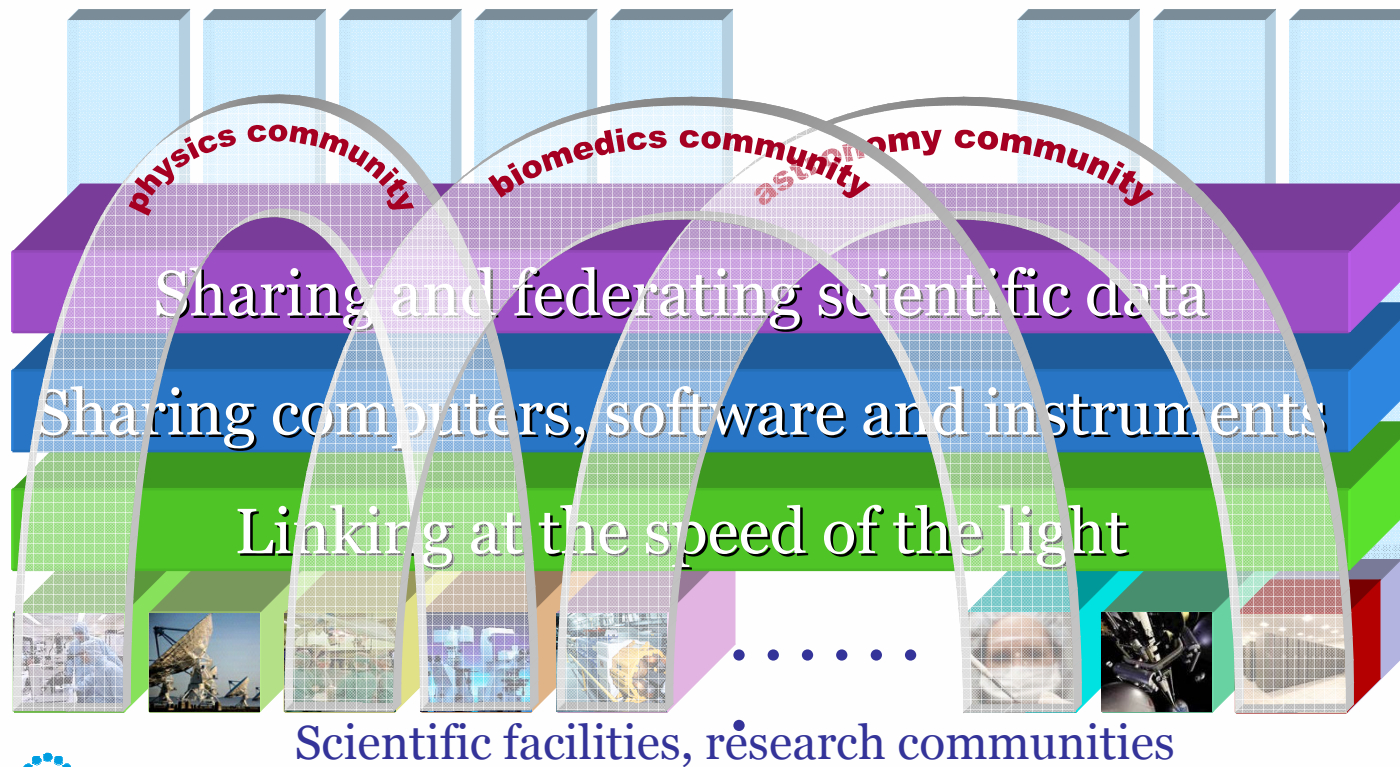 physics community
biomedics community
astronomy community
Sharing and federating scientific data
Sharing computers, software and instruments
Linking at the speed of the light
Scientific facilities, research communities